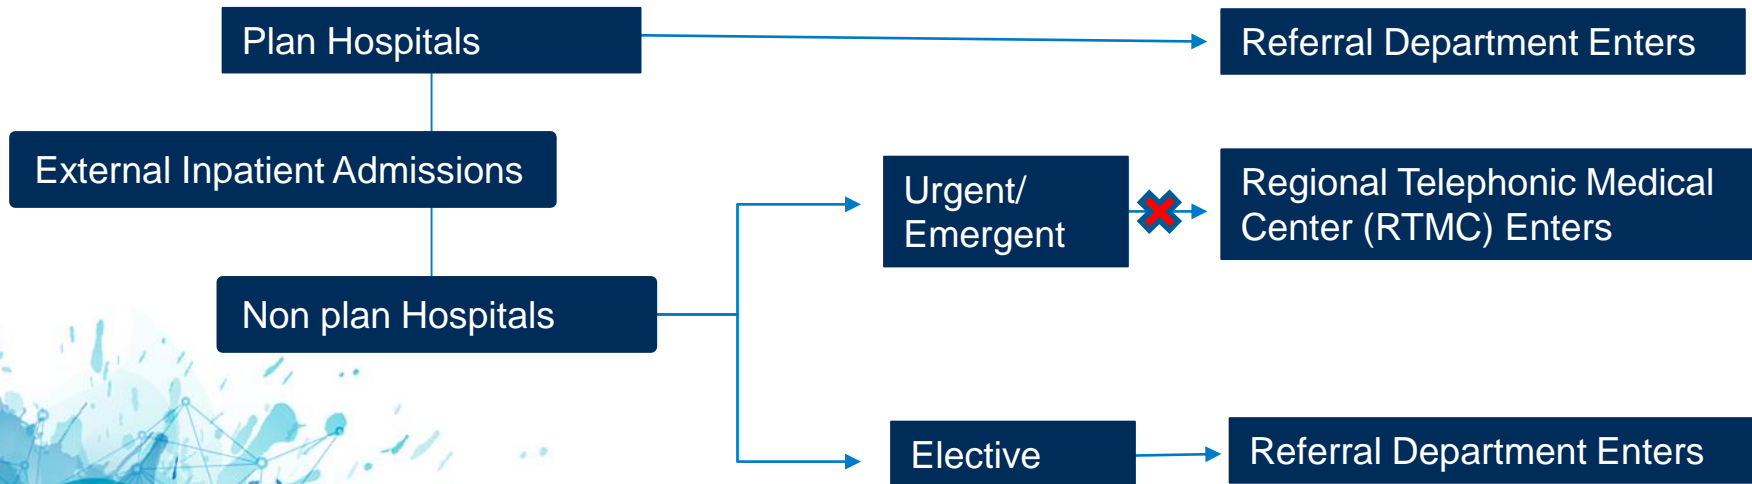 Plan Hospitals
Referral Department Enters
External Inpatient Admissions
Urgent/
Emergent
Regional Telephonic Medical
Center (RTMC) Enters
Non plan Hospitals
Elective
Referral Department Enters